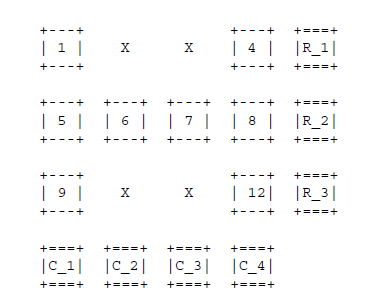 +---+ +---+ +===+
| 1 | X X | 4 | |R_1|
+---+ +---+ +===+
+---+ +---+ +---+ +---+ +===+
| 5 | | 6 | | 7 | | 8 | |R_2|
+---+ +---+ +---+ +---+ +===+
+---+ +---+ +===+
| 9 | X X | 12| |R_3|
+---+ +---+ +===+
+===+ +===+ +===+ +===+
|C_1| |C_2| |C_3| |C_4|
+===+ +===+ +===+ +===+